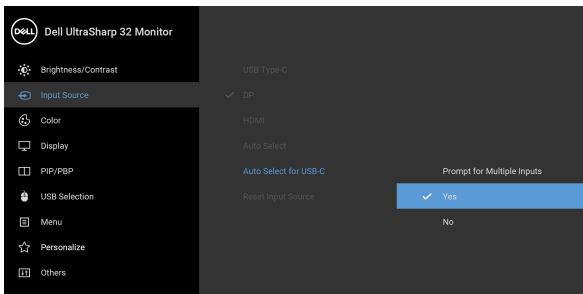 DELL
Dell UltraSharp 32 Monitor
Brightness/Contrast
Input Source
Color
Display
PIP/PBP
USB Selection
Menu
Personalize
Others
USB Type-C
DP
HDMI
Auto Select
Auto Select for USB-C
Reset Input Source
Prompt for Multiple Inputs
Yes
No